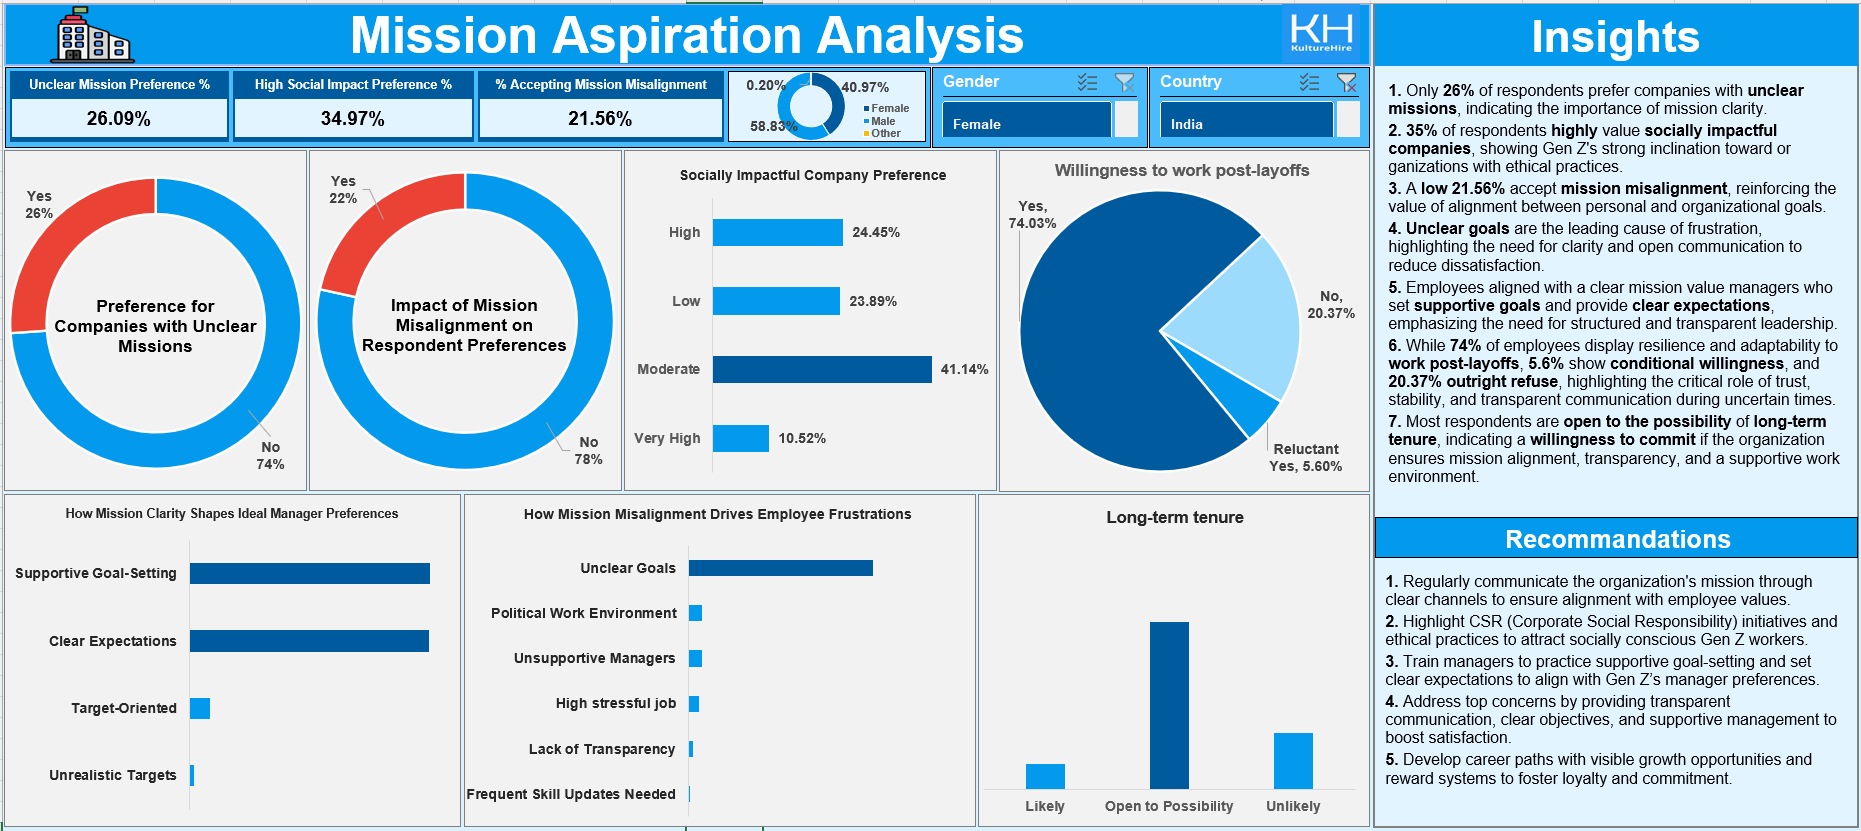 Mission Aspiration Analysis
KH
KultureHire
Unclear Mission Preference %
26.09%
High Social Impact Preference %
34.97%
% Accepting Mission Misalignment
21.56%
0.20%
40.97%
58.83%
Female
Male
Other
Gender
Female
Country
India
Yes
26%
Preference for
Companies with Unclear
Missions
No
74%
Yes
22%
Impact of Mission
Misalignment on
Respondent Preferences
No
78%
Socially Impactful Company Preference
High
24.45%
Low
23.89%
Moderate
41.14%
Very High
10.52%
Willingness to work post-layoffs
Yes,
74.03%
No,
20.37%
Reluctant
Yes, 5.60%
How Mission Clarity Shapes Ideal Manager Preferences
Supportive Goal-Setting
Clear Expectations
Target-Oriented
Unrealistic Targets
How Mission Misalignment Drives Employee Frustrations
Unclear Goals
Political Work Environment
Unsupportive Managers
High stressful job
Lack of Transparency
Frequent Skill Updates Needed
Long-term tenure
Likely
Open to Possibility
Unlikely
Insights
1. Only 26% of respondents prefer companies with unclear
missions, indicating the importance of mission clarity.
2. 35% of respondents highly value socially impactful
companies, showing Gen Z's strong inclination toward or
ganizations with ethical practices.
3. A low 21.56% accept mission misalignment, reinforcing the
value of alignment between personal and organizational goals.
4. Unclear goals are the leading cause of frustration,
highlighting the need for clarity and open communication to
reduce dissatisfaction.
5. Employees aligned with a clear mission value managers who
set supportive goals and provide clear expectations,
emphasizing the need for structured and transparent leadership.
6. While 74% of employees display resilience and adaptability to
work post-layoffs, 5.6% show conditional willingness, and
20.37% outright refuse, highlighting the critical role of trust,
stability, and transparent communication during uncertain times.
7. Most respondents are open to the possibility of long-term
tenure, indicating a willingness to commit if the organization
ensures mission alignment, transparency, and a supportive work
environment.
Recommandations
1. Regularly communicate the organization's mission through
clear channels to ensure alignment with employee values.
2. Highlight CSR (Corporate Social Responsibility) initiatives and
ethical practices to attract socially conscious Gen Z workers.
3. Train managers to practice supportive goal-setting and set
clear expectations to align with Gen Z's manager preferences.
4. Address top concerns by providing transparent
communication, clear objectives, and supportive management to
boost satisfaction.
5. Develop career paths with visible growth opportunities and
reward systems to foster loyalty and commitment.